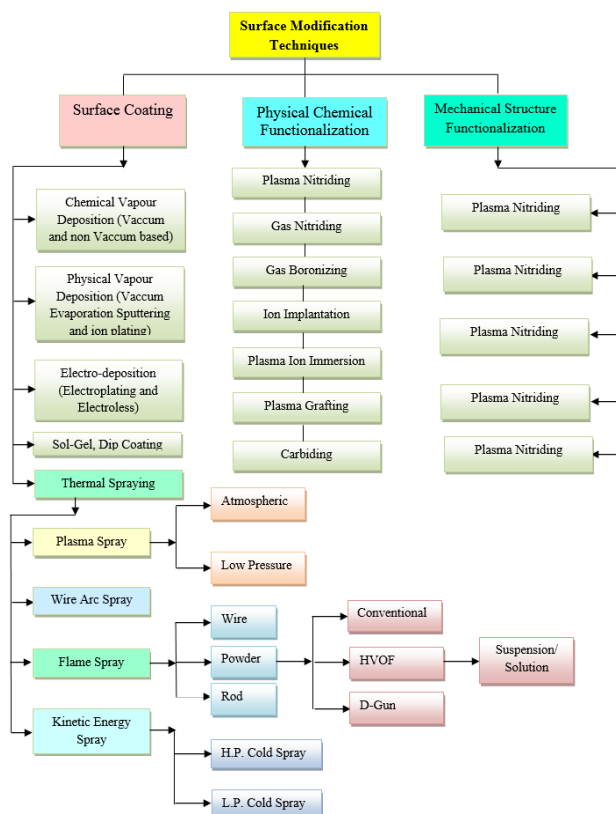 Surface Modification
Techniques
Surface Coating
Physical Chemical
Functionalization
Mechanical Structure
Functionalization
Chemical Vapour
Deposition (Vaccum
and non Vaccum based)
Physical Vapour
Deposition (Vaccum
Evaporation Sputtering
and ion plating)
Electro-deposition
(Electroplating and
Electroless)
Sol-Gel, Dip Coating
Thermal Spraying
Plasma Nitriding
Gas Nitriding
Gas Boronizing
Ion Implantation
Plasma Ion Immersion
Plasma Grafting
Carbiding
Plasma Nitriding
Plasma Nitriding
Plasma Nitriding
Plasma Nitriding
Plasma Nitriding
Plasma Spray
Atmospheric
Low Pressure
Wire Arc Spray
Flame Spray
Wire
Powder
Rod
Conventional
HVOF
D-Gun
Suspension/
Solution
Kinetic Energy
Spray
H.P. Cold Spray
L.P. Cold Spray